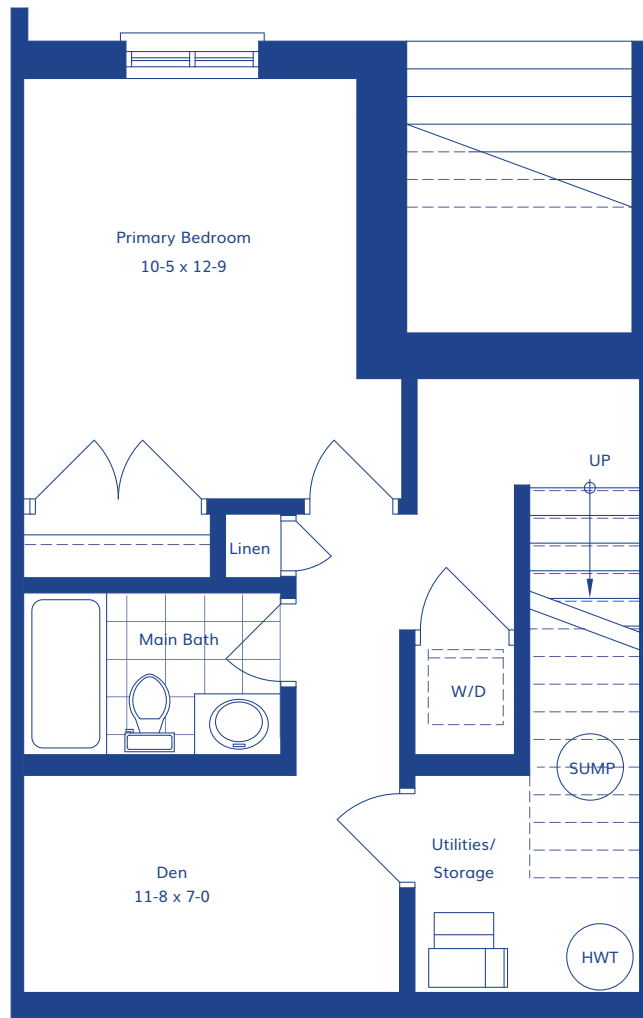 Primary Bedroom
10-5 x 12-9
UP
Linen
Main Bath
W/D
SUMP
Utilities/
Storage
Den
11-8 x 7-0
HWT